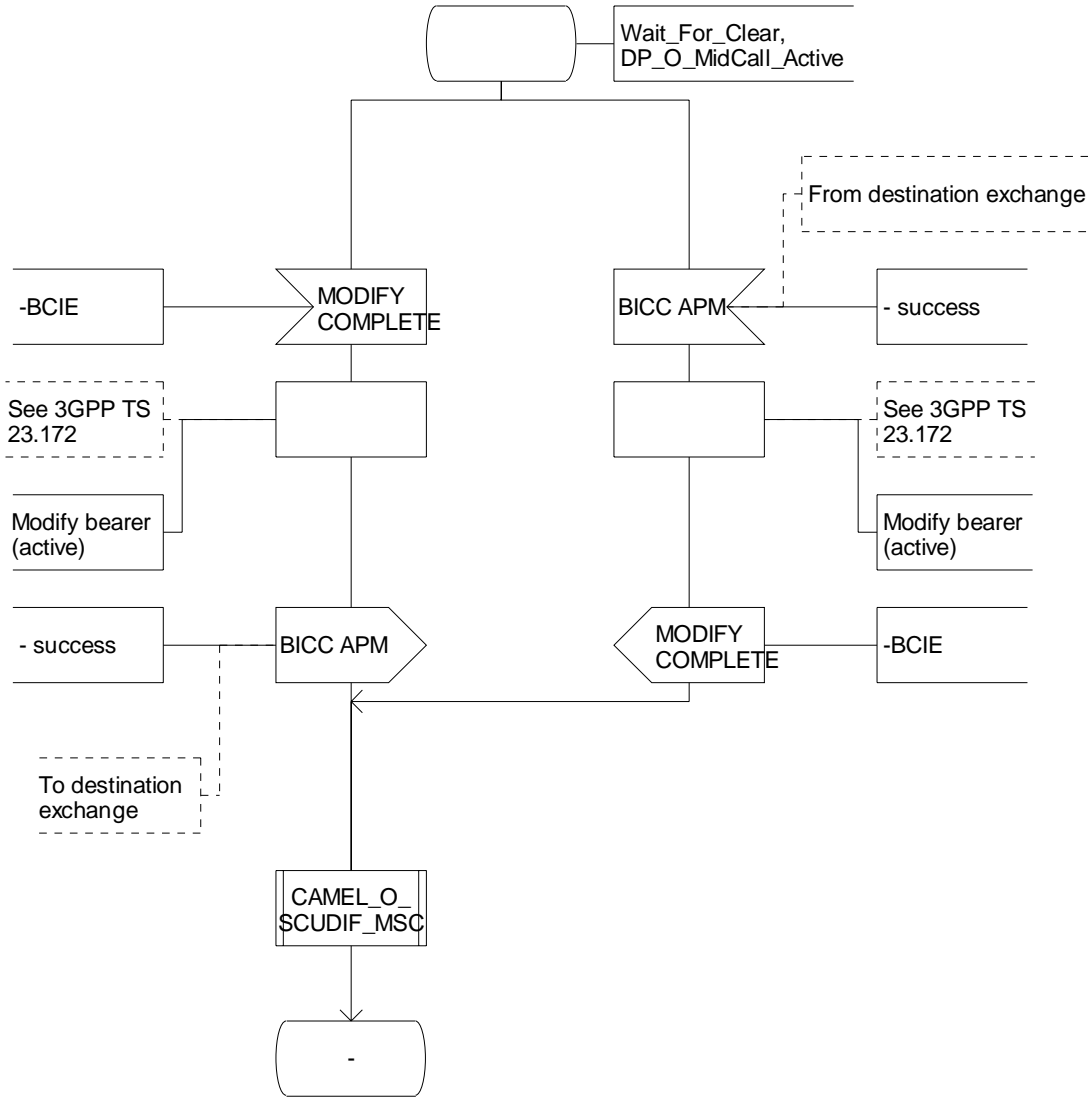 Wait_For_Clear,
DP_O_MidCall_Active
From destination exchange
-BCIE
MODIFY
COMPLETE
BICC APM
- success
See 3GPP TS
23.172
See 3GPP TS
23.172
Modify bearer
(active)
Modify bearer
(active)
- success
BICC APM
MODIFY
COMPLETE
-BCIE
To destination
exchange
CAMEL_O_
SCUDIF_MSC
-